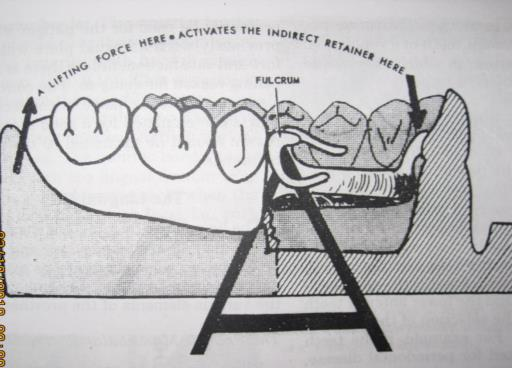 A LIFTING FORCE HERE • ACTIVATES THE INDIRECT RETAINER HERE
FULCRUM